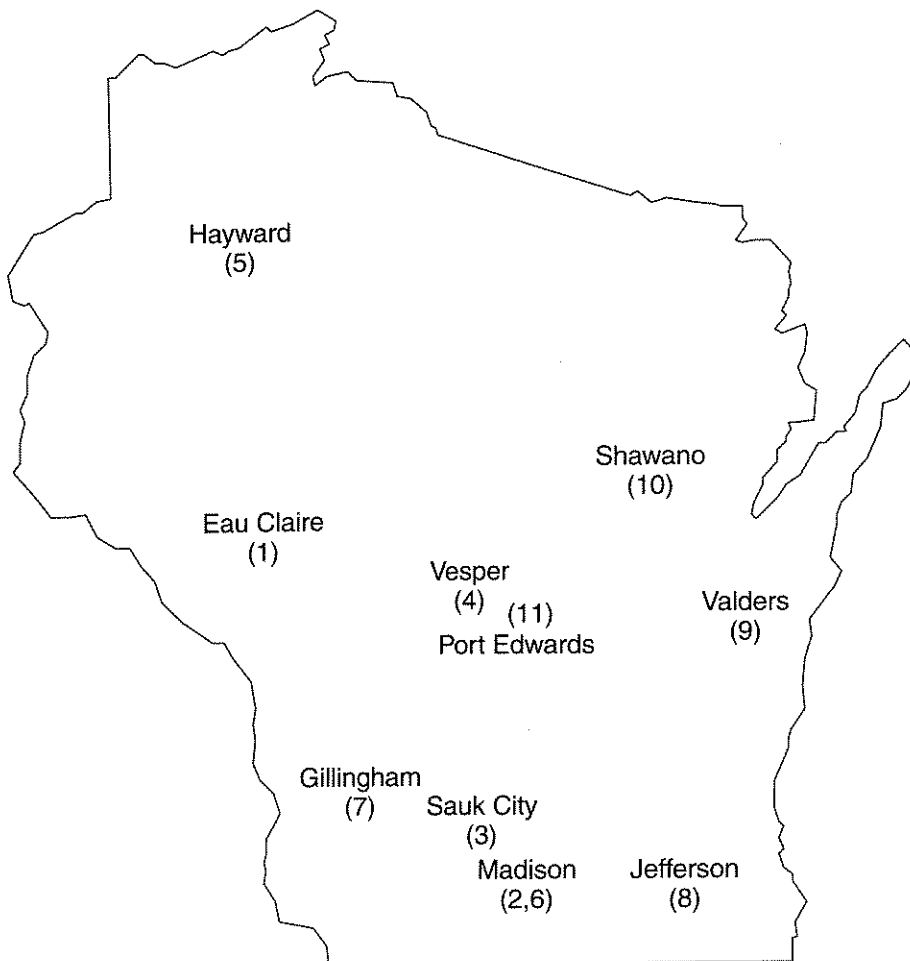 Hayward
(5)
Shawano
(10)
Eau Claire
(1)
Vesper
(4)
(11)
Port Edwards
Valders
(9)
Gillingham
(7)
Sauk City
(3)
Madison
(2,6)
Jefferson
(8)